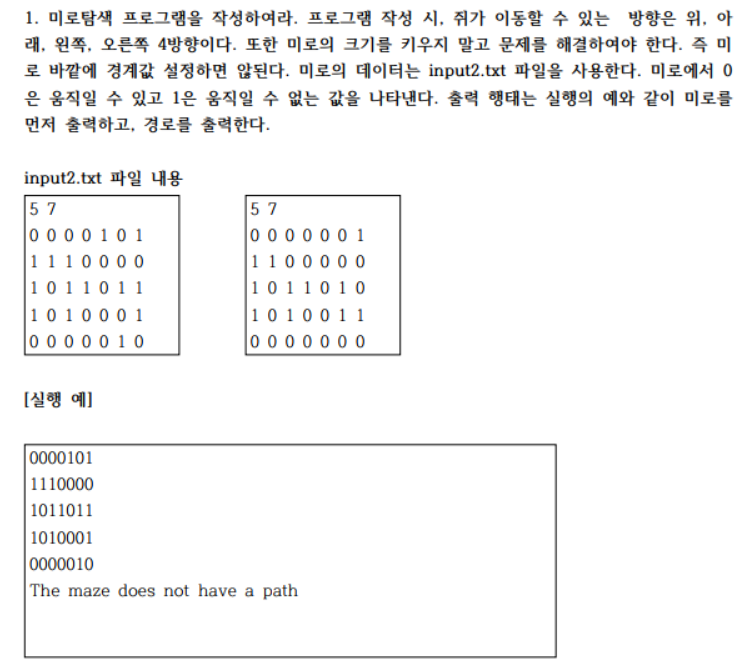 1. 미로탐색 프로그램을 작성하여라. 프로그램 작성 시, 쥐가 이동할 수 있는 방향은 위, 아
래, 왼쪽, 오른쪽 4방향이다. 또한 미로의 크기를 키우지 말고 문제를 해결하여야 한다. 즉 미
로 바깥에 경계값 설정하면 않된다. 미로의 데이터는 input2.txt 파일을 사용한다. 미로에서 0
은 움직일 수 있고 1은 움직일 수 없는 값을 나타낸다. 출력 행태는 실행의 예와 같이 미로를
먼저 출력하고, 경로를 출력한다.
input2.txt 파일 내용
5 7
0 0 0 0 1 0 1
1 1 1 0 0 0 0
1 0 1 1 0 1 1
1 0 1 0 0 0 1
0 0 0 0 0 1 0
5 7
0 0 0 0 0 0 1
1 1 0 0 0 0 0
1 0 1 1 0 1 0
1 0 1 0 0 1 1
0 0 0 0 0 0 0
[실행 예]
0000101
1110000
1011011
1010001
0000010
The maze does not have a path